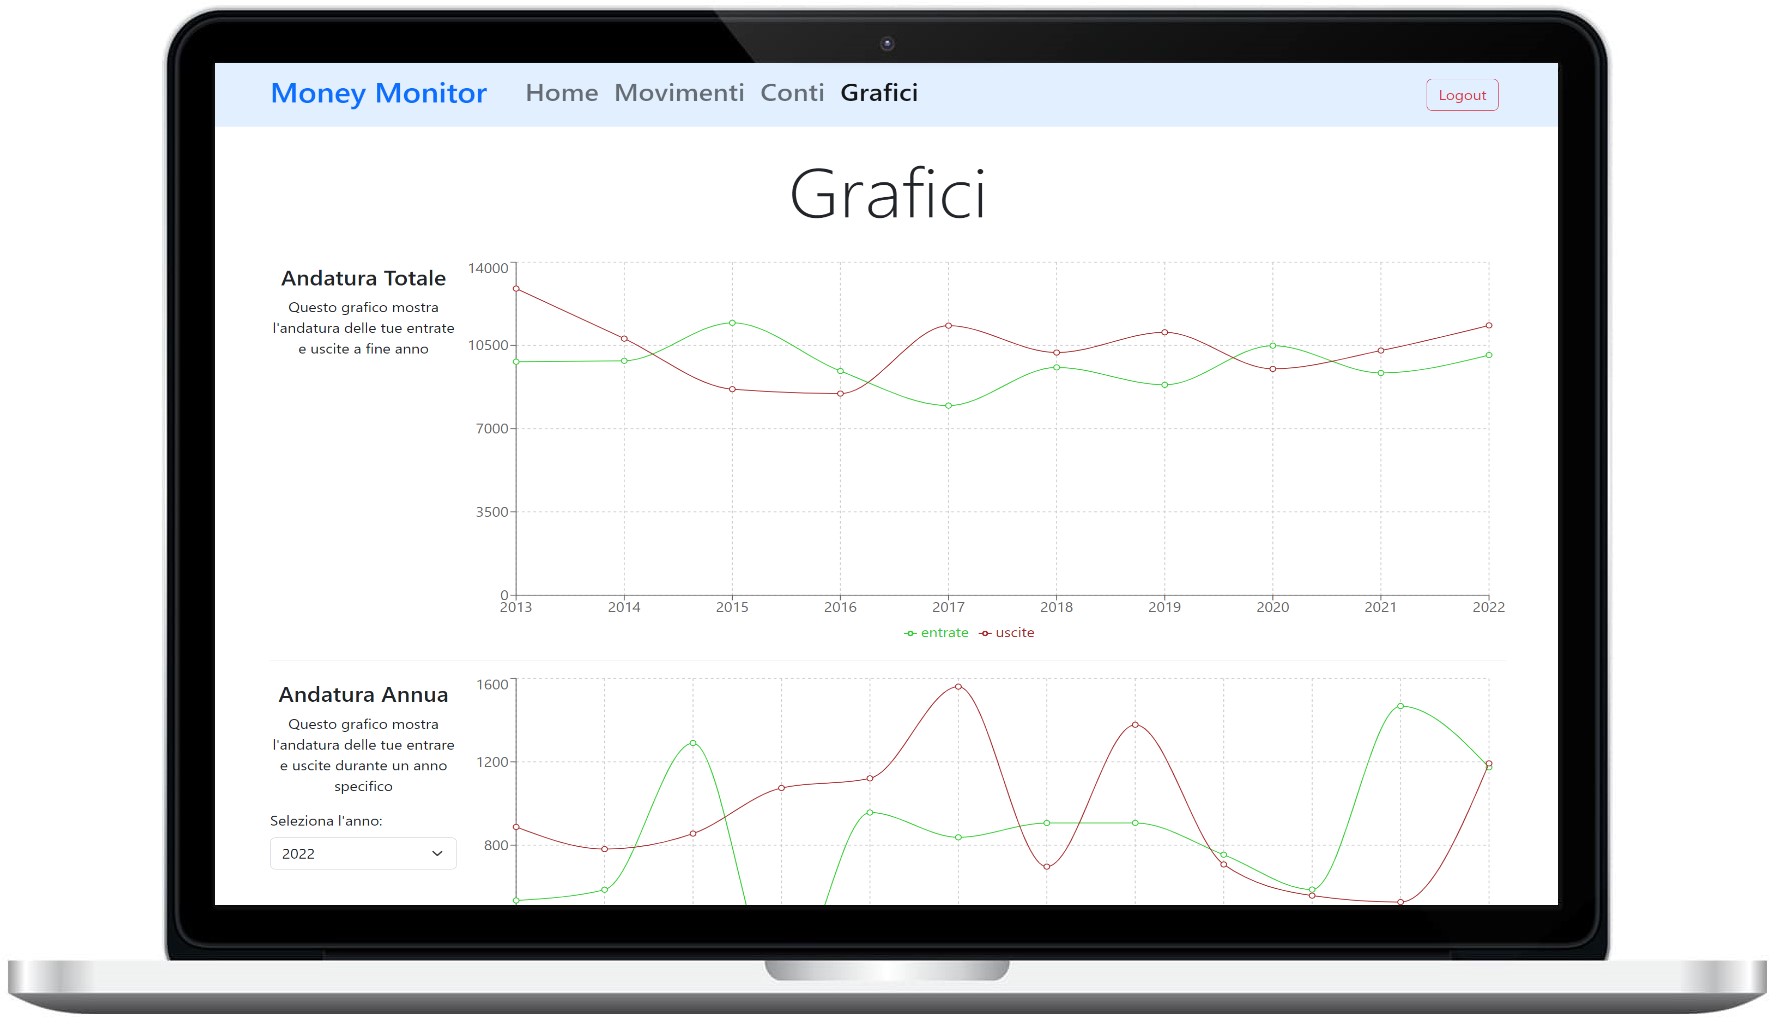 Money Monitor Home Movimenti Conti Grafici Logout
Grafici
Andatura Totale
Questo grafico mostra
l'andatura delle tue entrate
e uscite a fine anno
14000
10500
7000
3500
0
2013 2014 2015 2016 2017 2018 2019 2020 2021 2022
entrate uscite
Andatura Annua
Questo grafico mostra
l'andatura delle tue entrare
e uscite durante un anno
specifico
Seleziona l'anno:
2022
1600
1200
800